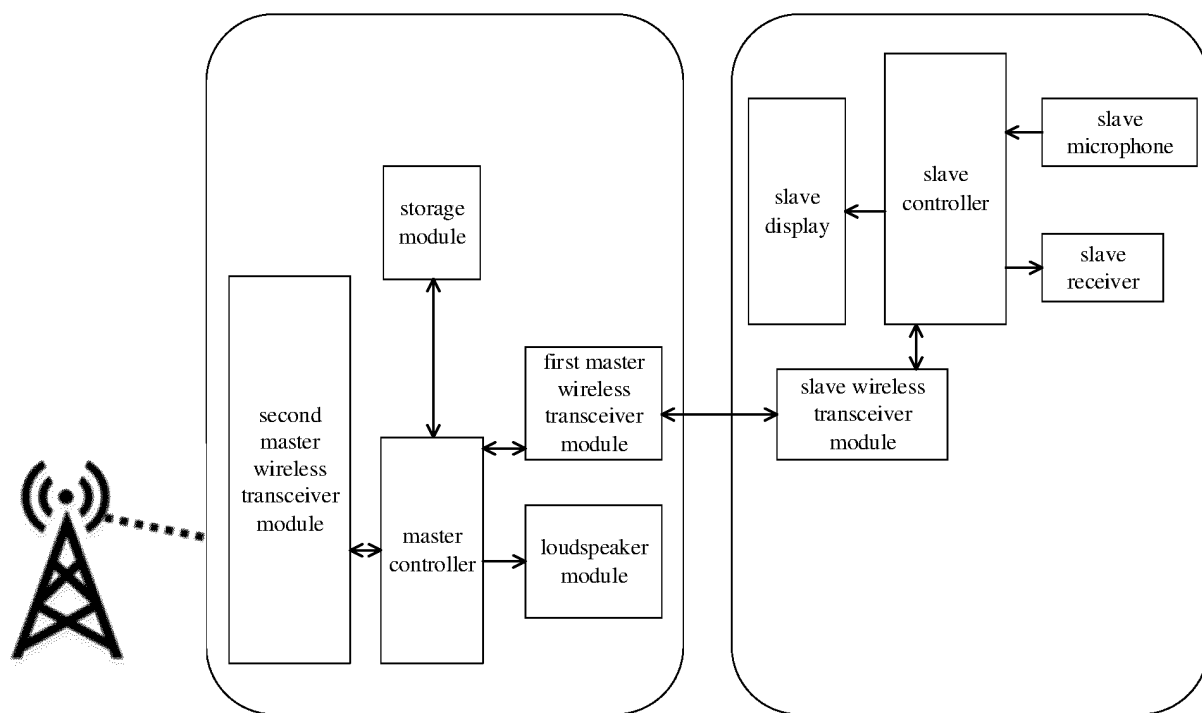 storage
module
second
master
wireless
transceiver
module
master
controller
first master
wireless
transceiver
module
loudspeaker
module
slave
display
slave
controller
slave
microphone
slave
receiver
slave wireless
transceiver
module